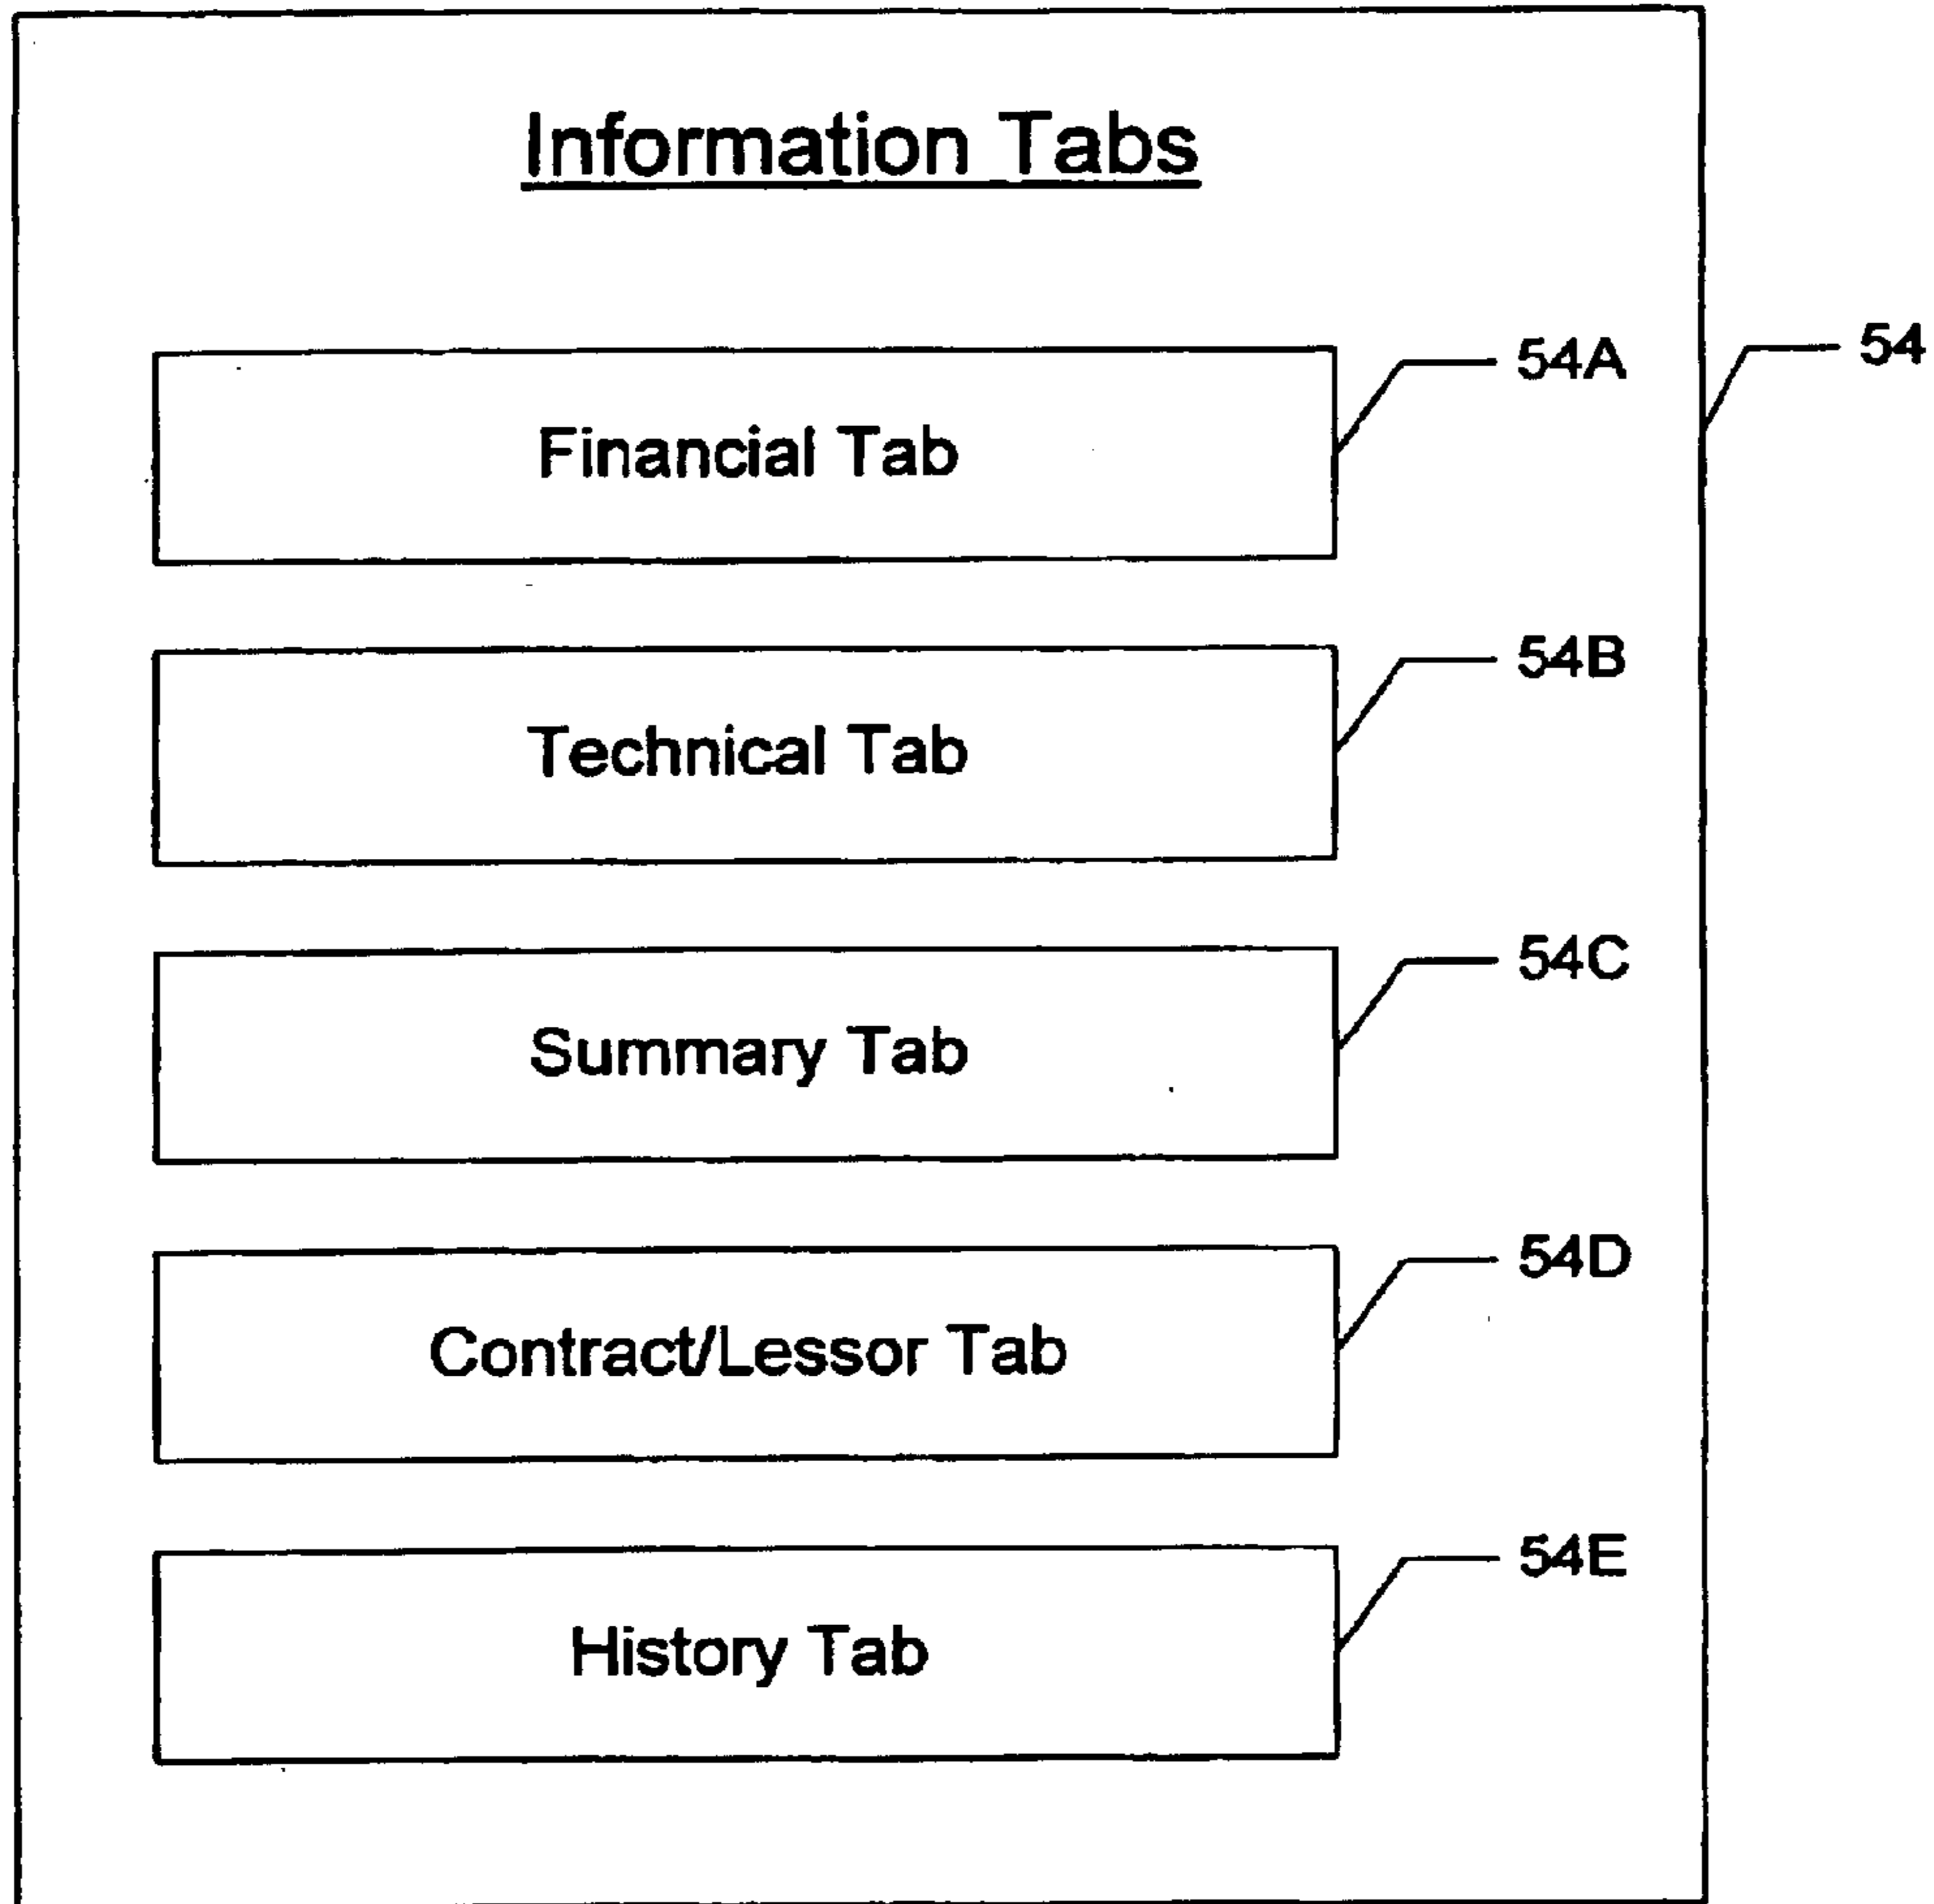 Information Tabs
54
54A
Financial Tab
54B
Technical Tab
54C
Summary Tab
54D
Contract/Lessor Tab
54E
History Tab